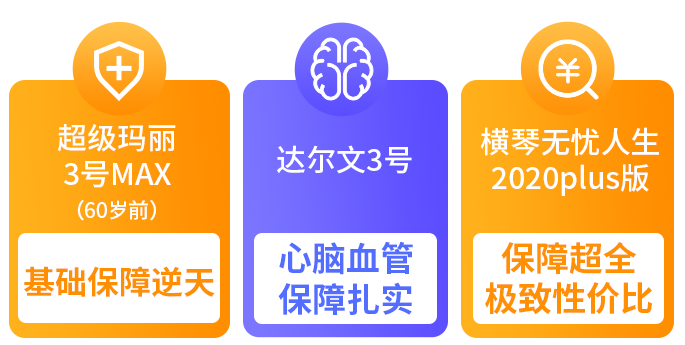 超级玛丽
3号MAX
（60岁前）
基础保障逆天
达尔文3号
心脑血管
保障扎实
横琴无忧人生
2020plus版
保障超全
极致性价比